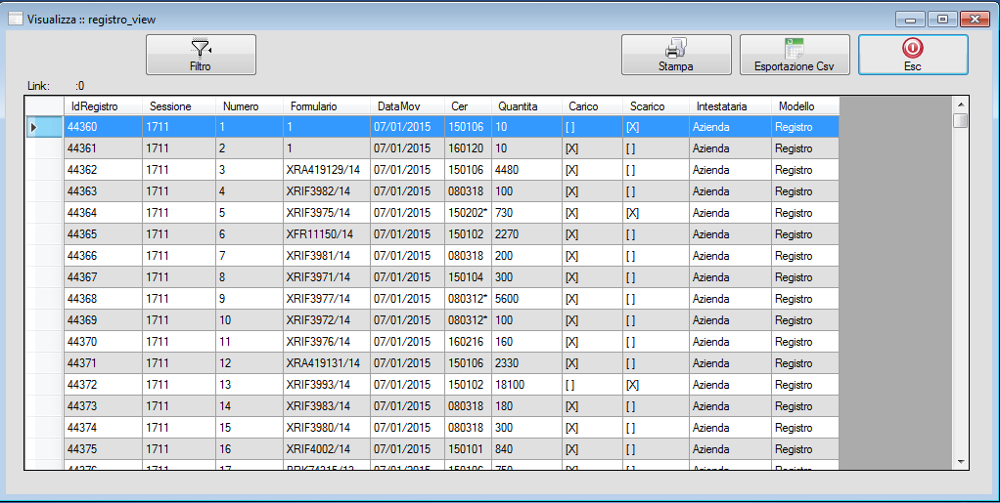 Visualizza :: registro_view
Filtro Stampa Esportazione Csv Esc
Link: :0
IdRegistro Sessione Numero Formulario DataMov Cer Quantita Carico Scarico Intestataria Modello
44360 1711 1 1 07/01/2015 150106 10 [ ] [X] Azienda Registro
44361 1711 2 1 07/01/2015 160120 10 [X] [ ] Azienda Registro
44362 1711 3 XRA419129/14 07/01/2015 150106 4480 [X] [ ] Azienda Registro
44363 1711 4 XRIF3982/14 07/01/2015 080318 100 [X] [ ] Azienda Registro
44364 1711 5 XRIF3975/14 07/01/2015 150202* 730 [X] [X] Azienda Registro
44365 1711 6 XFR11150/14 07/01/2015 150102 2270 [X] [ ] Azienda Registro
44366 1711 7 XRIF3981/14 07/01/2015 080318 200 [X] [ ] Azienda Registro
44367 1711 8 XRIF3971/14 07/01/2015 150104 300 [X] [ ] Azienda Registro
44368 1711 9 XRIF3977/14 07/01/2015 080312* 5600 [X] [ ] Azienda Registro
44369 1711 10 XRIF3972/14 07/01/2015 080312* 100 [X] [ ] Azienda Registro
44370 1711 11 XRIF3976/14 07/01/2015 160216 160 [X] [ ] Azienda Registro
44371 1711 12 XRA419131/14 07/01/2015 150106 2330 [X] [ ] Azienda Registro
44372 1711 13 XRIF3993/14 07/01/2015 150102 18100 [ ] [X] Azienda Registro
44373 1711 14 XRIF3983/14 07/01/2015 080318 180 [X] [ ] Azienda Registro
44374 1711 15 XRIF3980/14 07/01/2015 080318 300 [X] [ ] Azienda Registro
44375 1711 16 XRIF4002/14 07/01/2015 150101 840 [X] [ ] Azienda Registro
44376 1711 17 07/01/2015 150106 750 [X] [ ] Azienda Registro